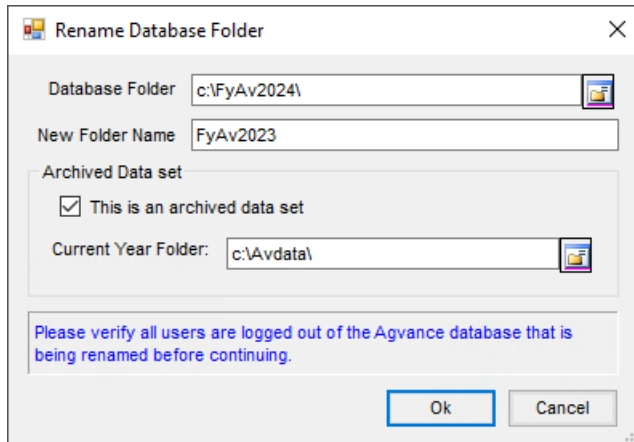 Rename Database Folder
Database Folder c:\FyAv2024\
New Folder Name FyAv2023
Archived Data set
This is an archived data set
Current Year Folder: c:\Avdata\
Please verify all users are logged out of the Agvance database that is
being renamed before continuing.
Ok Cancel